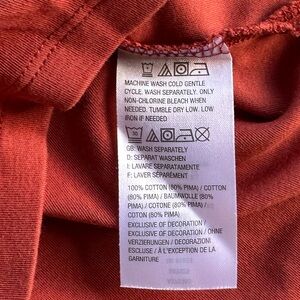 MACHINE WASH COLD GENTLE
CYCLE. WASH SEPARATELY. ONLY
NON-CHLORINE BLEACH WHEN
NEEDED. TUMBLE DRY LOW. LOW
IRON IF NEEDED
30
GB: WASH SEPARATELY
D: SEPARAT WASCHEN
I: LAVARE SEPARATAMENTE
F: LAVER SÉPARÉMENT
100% COTTON (80% PIMA) / COTTON
(80% PIMA) / BAUMWOLLE (80%
PIMA) / COTONE (80% PIMA) /
COTON (80% PIMA)
EXCLUSIVE OF DECORATION /
EXCLUSIVE OF DECORATION / OHNE
VERZIERUNGEN / DECORAZIONI
ESCLUSE / À L'EXCLUSION DE LA
GARNITURE